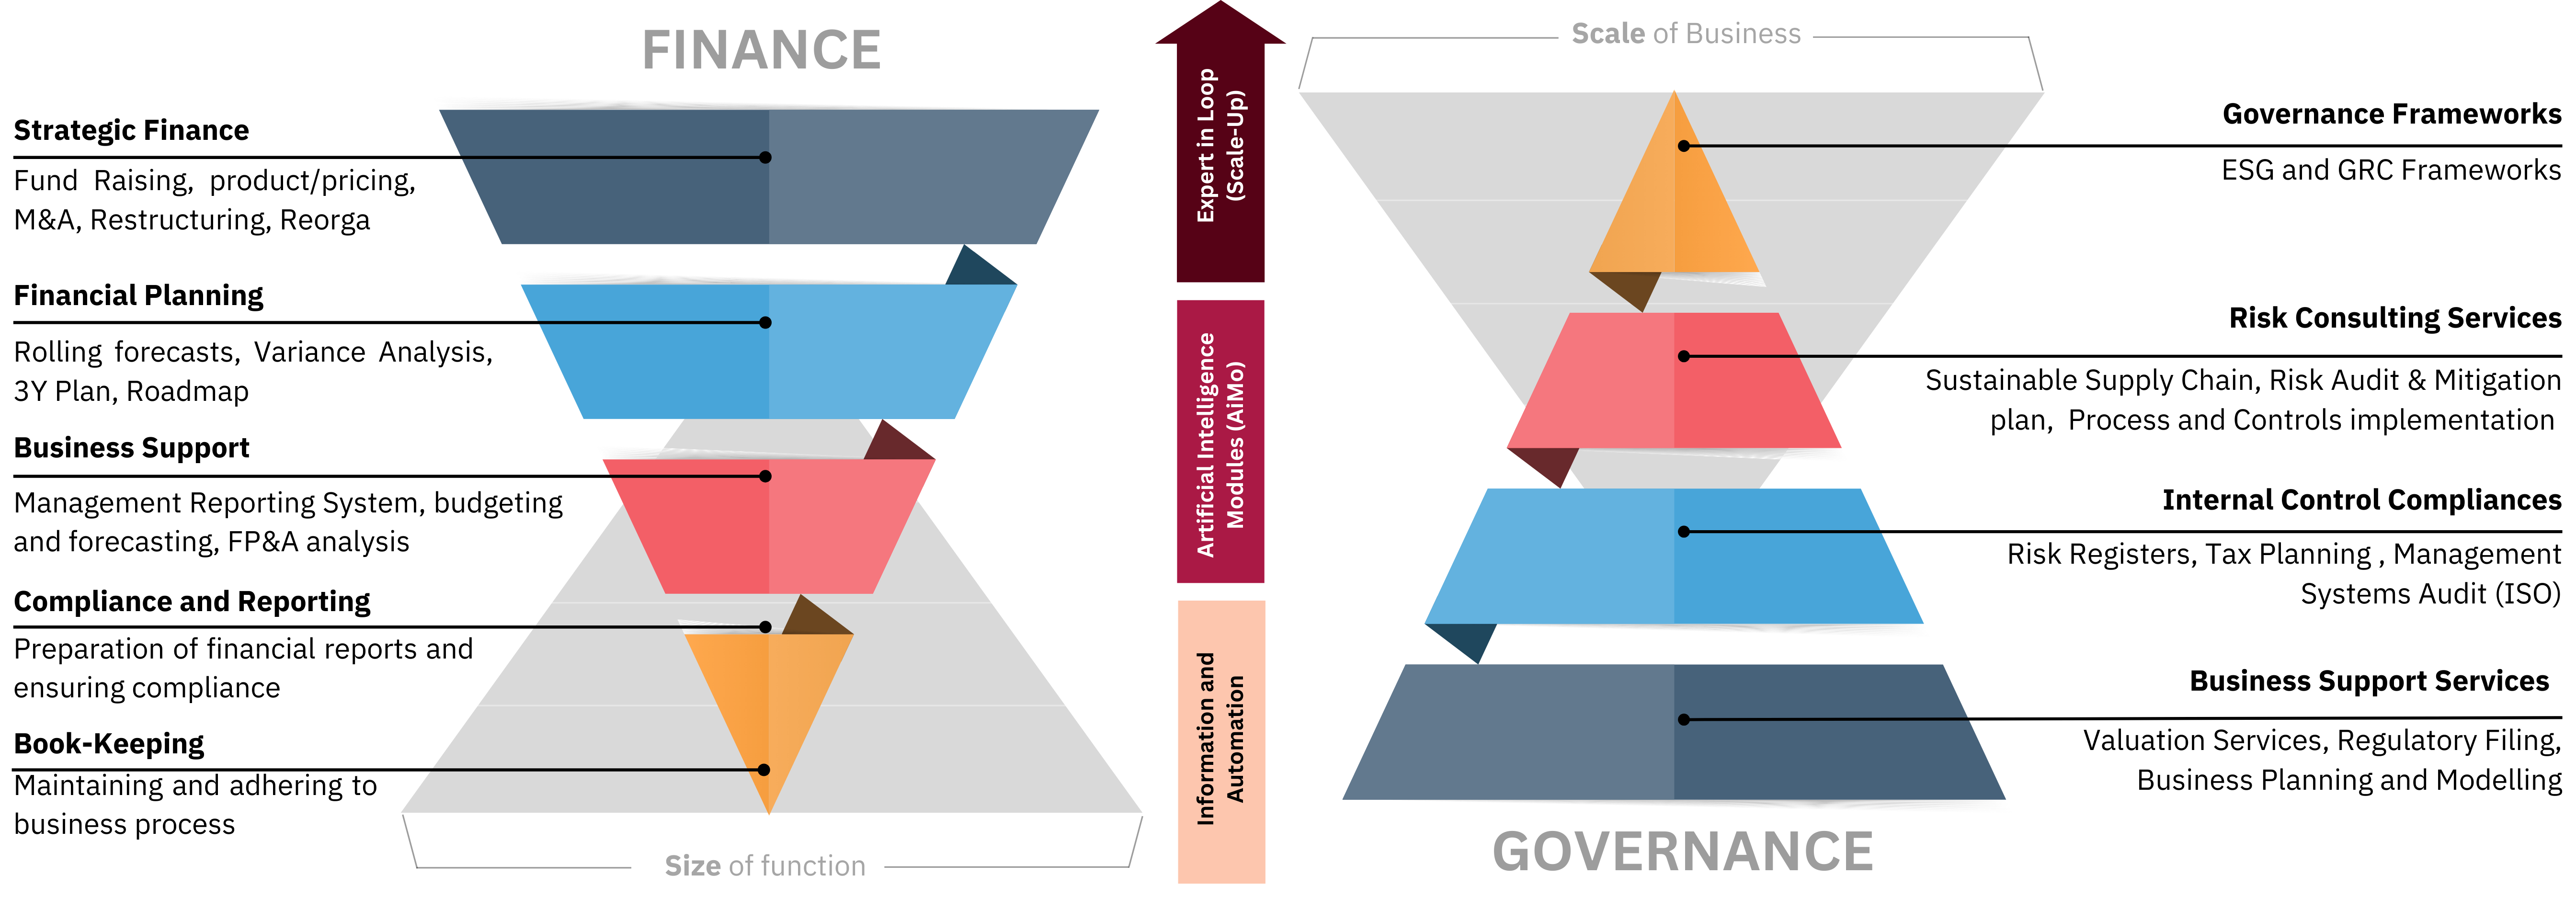 FINANCE
Strategic Finance
Fund Raising, product/pricing,
M&A, Restructuring, Reorga
Financial Planning
Rolling forecasts, Variance Analysis,
3Y Plan, Roadmap
Business Support
Management Reporting System, budgeting
and forecasting, FP&A analysis
Compliance and Reporting
Preparation of financial reports and
ensuring compliance
Book-Keeping
Maintaining and adhering to
business process
Size of function
Expert in Loop
(Scale-Up)
Artificial Intelligence
Modules (AiMo)
Information and
Automation
Scale of Business
Governance Frameworks
ESG and GRC Frameworks
Risk Consulting Services
Sustainable Supply Chain, Risk Audit & Mitigation
plan, Process and Controls implementation
Internal Control Compliances
Risk Registers, Tax Planning , Management
Systems Audit (ISO)
Business Support Services
Valuation Services, Regulatory Filing,
Business Planning and Modelling
GOVERNANCE